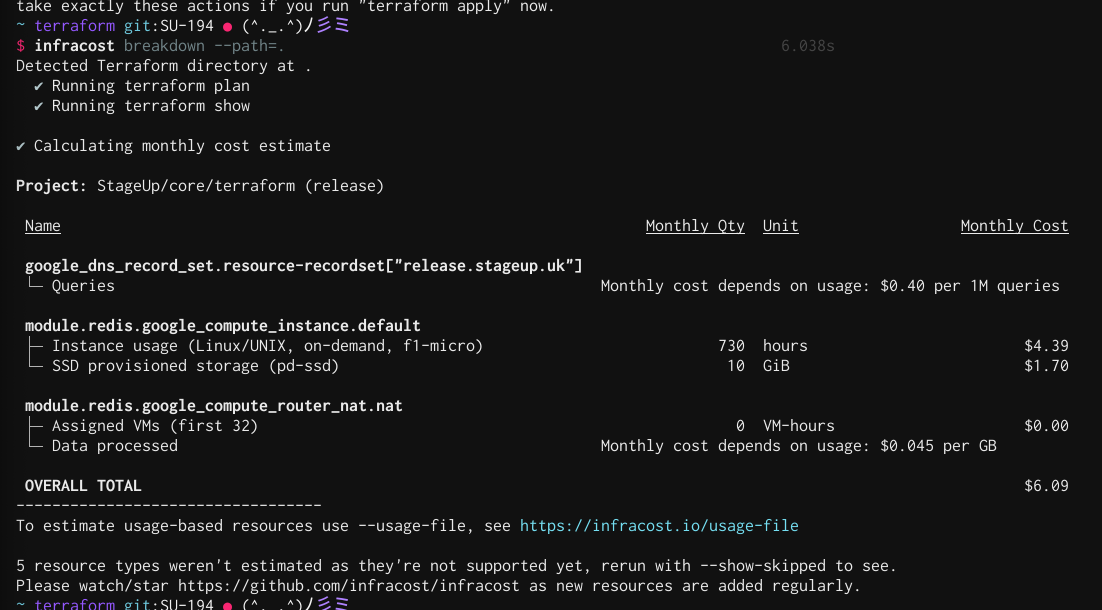 take exactly these actions if you run "terraform apply" now.
~ terraform git:SU-194 ● (^._.^)ﾉ彡ミ
$ infracost breakdown --path=. 6.038s
Detected Terraform directory at .
✔ Running terraform plan
✔ Running terraform show
✔ Calculating monthly cost estimate
Project: StageUp/core/terraform (release)
Name Monthly Qty Unit Monthly Cost
google_dns_record_set.resource-recordset["release.stageup.uk"]
└─ Queries Monthly cost depends on usage: $0.40 per 1M queries
module.redis.google_compute_instance.default
├─ Instance usage (Linux/UNIX, on-demand, f1-micro) 730 hours $4.39
└─ SSD provisioned storage (pd-ssd) 10 GiB $1.70
module.redis.google_compute_router_nat.nat
├─ Assigned VMs (first 32) 0 VM-hours $0.00
└─ Data processed Monthly cost depends on usage: $0.045 per GB
OVERALL TOTAL $6.09
----------------------------------
To estimate usage-based resources use --usage-file, see https://infracost.io/usage-file
5 resource types weren't estimated as they're not supported yet, rerun with --show-skipped to see.
Please watch/star https://github.com/infracost/infracost as new resources are added regularly.
~ terraform git:SU-194 ● (^._.^)ﾉ彡ミ